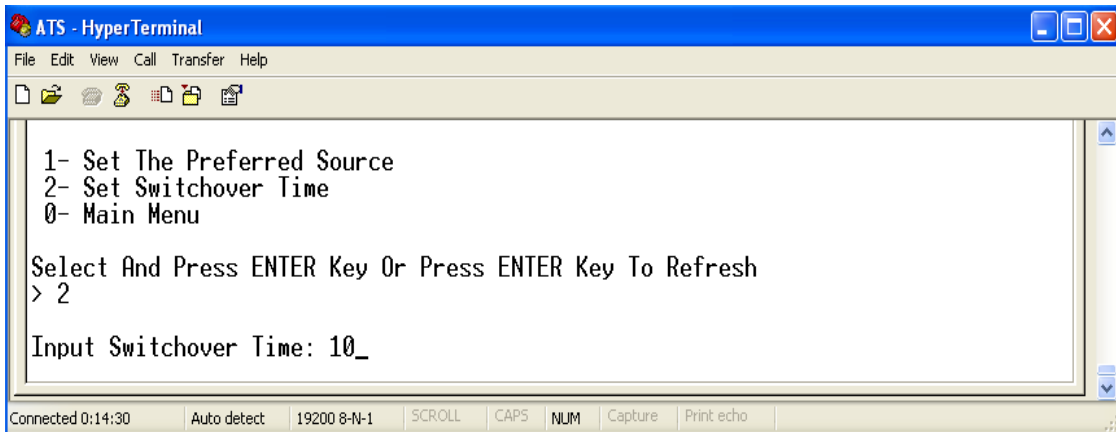 ATS - HyperTerminal
File Edit View Call Transfer Help
1- Set The Preferred Source
2- Set Switchover Time
0- Main Menu
Select And Press ENTER Key Or Press ENTER Key To Refresh
> 2
Input Switchover Time: 10_
Connected 0:14:30 Auto detect 19200 8-N-1 SCROLL CAPS NUM Capture Print echo